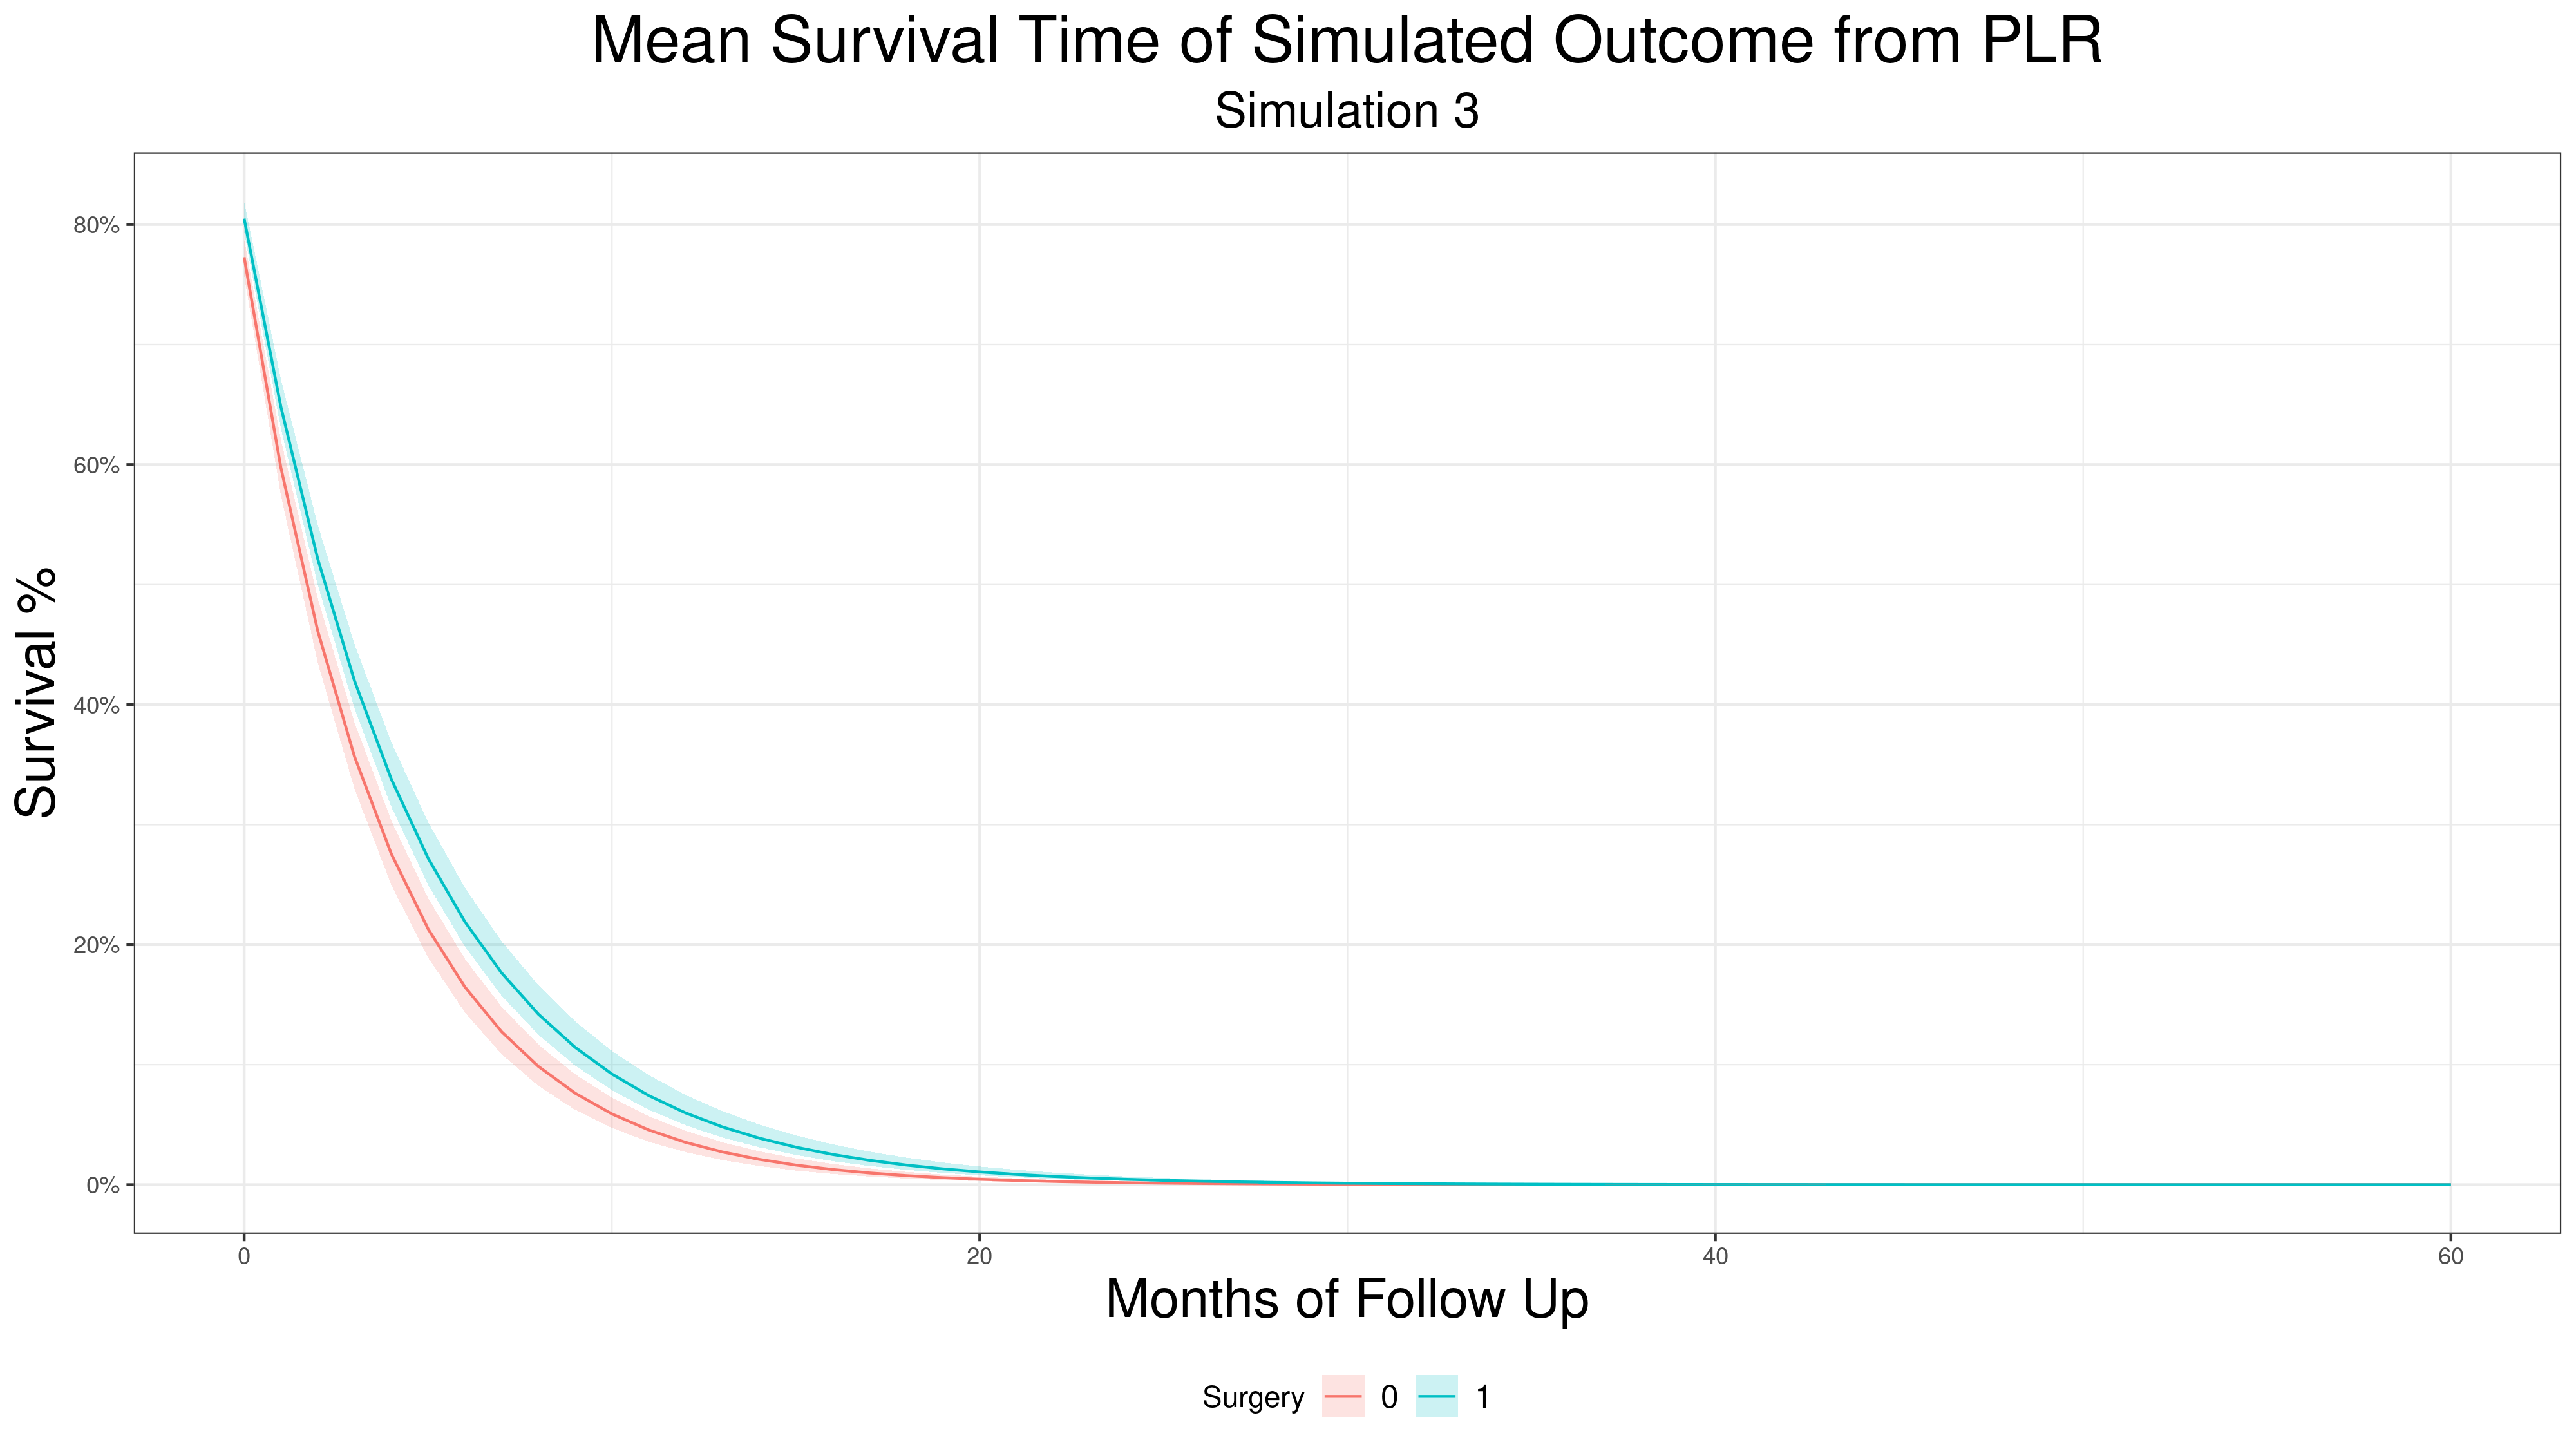 Mean Survival Time of Simulated Outcome from PLR
Simulation 3
Survival %
80%
60%
40%
20%
0%
0 20 40 60
Months of Follow Up
Surgery 0 1